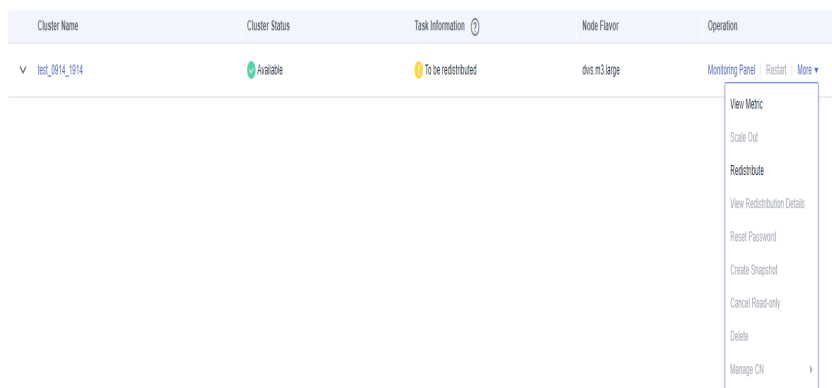 Cluster Name Cluster Status Task Information ? Node Flavor Operation
test_0914_1914 Available ! To be redistributed dws.m3.large Monitoring Panel Restart More
View Metric
Scale Out
Redistribute
View Redistribution Details
Reset Password
Create Snapshot
Cancel Read-only
Delete
Manage CN